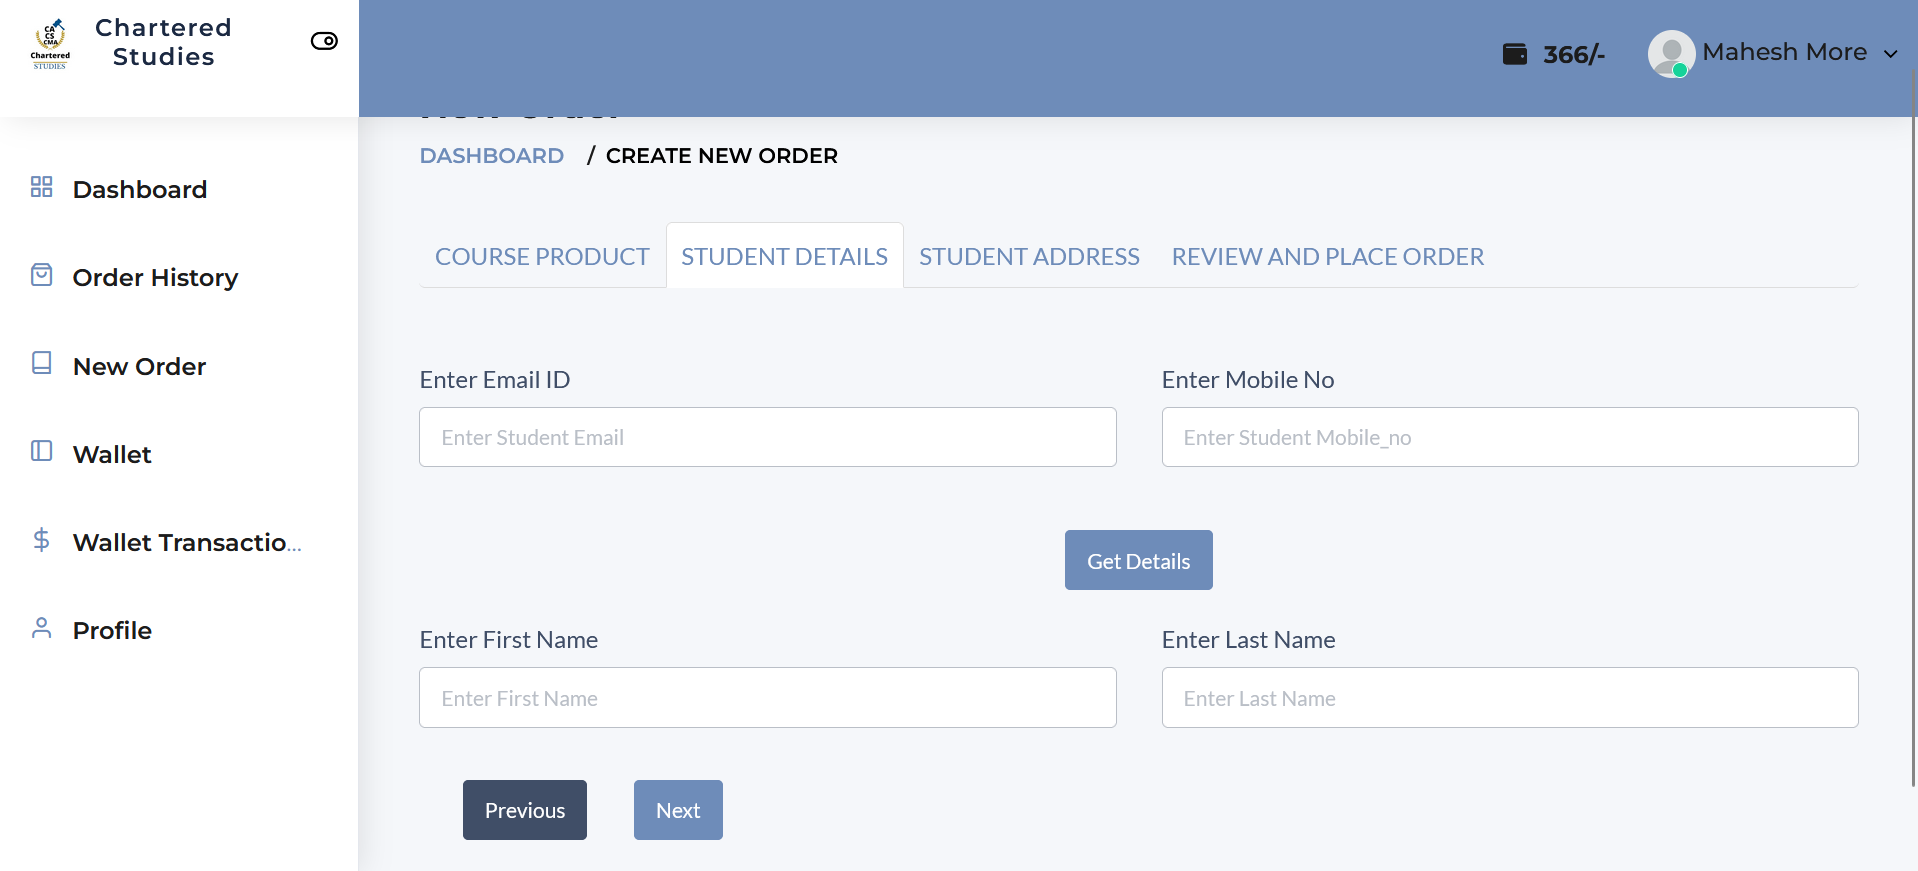 CA
CS
CMA
Chartered
STUDIES
Chartered
Studies
366/-
Mahesh More
New Order
DASHBOARD / CREATE NEW ORDER
COURSE PRODUCT STUDENT DETAILS STUDENT ADDRESS REVIEW AND PLACE ORDER
Dashboard
Order History
New Order
Wallet
Wallet Transactio...
Profile
Enter Email ID
Enter Student Email
Enter Mobile No
Enter Student Mobile_no
Get Details
Enter First Name
Enter First Name
Enter Last Name
Enter Last Name
Previous
Next